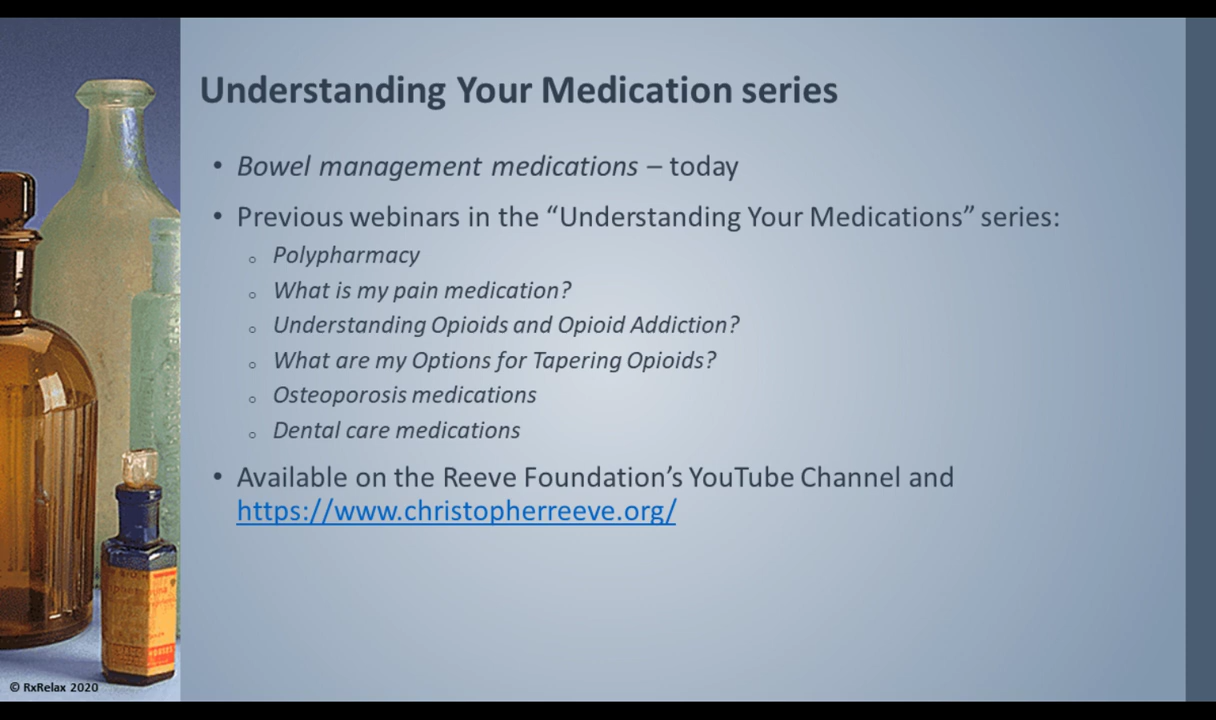 Understanding Your Medication series
• Bowel management medications – today
• Previous webinars in the “Understanding Your Medications” series:
o Polypharmacy
o What is my pain medication?
o Understanding Opioids and Opioid Addiction?
o What are my Options for Tapering Opioids?
o Osteoporosis medications
o Dental care medications
• Available on the Reeve Foundation’s YouTube Channel and
https://www.christopherreeve.org/
© RxRelax 2020